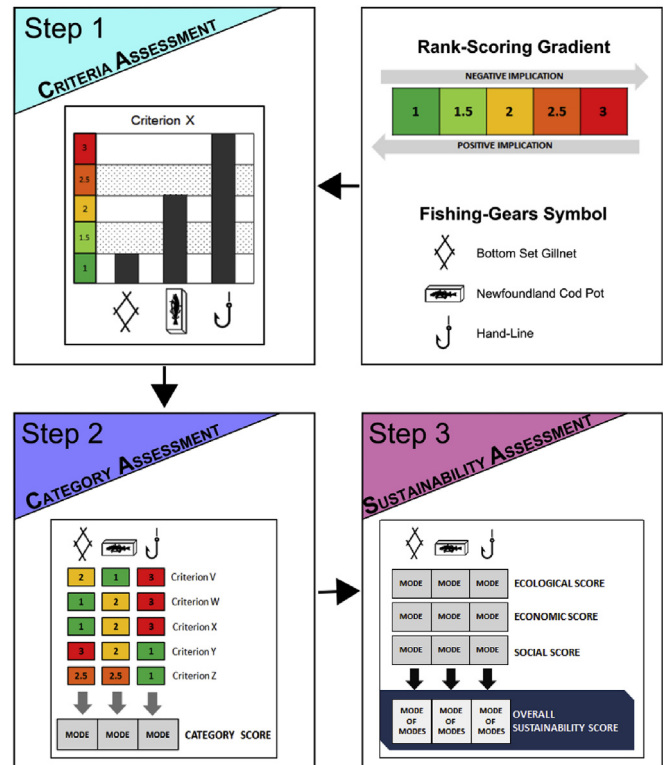 Step 1
CRITERIA ASSESSMENT
Criterion X
3
2.5
2
1.5
1
Rank-Scoring Gradient
NEGATIVE IMPLICATION
1 1.5 2 2.5 3
POSITIVE IMPLICATION
Fishing-Gears Symbol
Bottom Set Gillnet
Newfoundland Cod Pot
Hand-Line
Step 2
CATEGORY ASSESSMENT
2 1 3 Criterion V
1 2 3 Criterion W
1 2 3 Criterion X
3 2 1 Criterion Y
2.5 2.5 1 Criterion Z
MODE MODE MODE CATEGORY SCORE
Step 3
SUSTAINABILITY ASSESSMENT
MODE MODE MODE ECOLOGICAL SCORE
MODE MODE MODE ECONOMIC SCORE
MODE MODE MODE SOCIAL SCORE
MODE MODE MODE OVERALL
OF OF OF SUSTAINABILITY SCORE
MODES MODES MODES